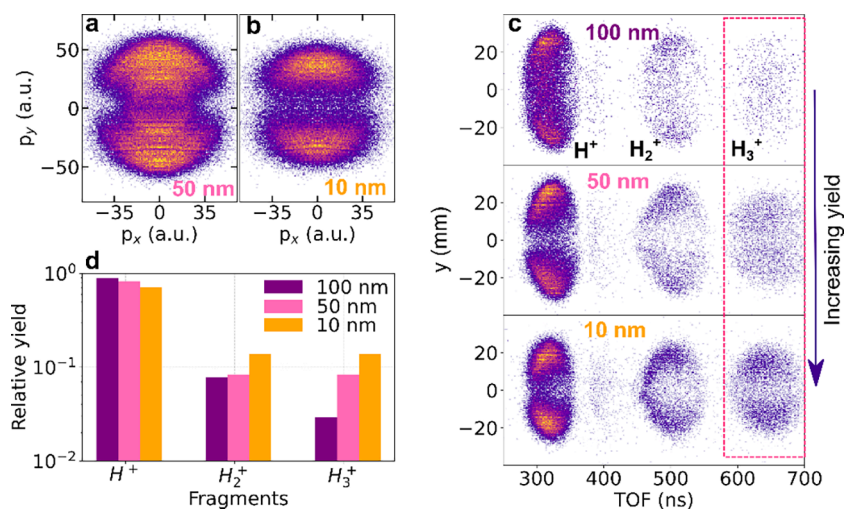 a
b
p_y (a.u.)
50
0
−50
50 nm
10 nm
−35 0 35
−35 0 35
p_x (a.u.)
p_x (a.u.)
c
100 nm
20
0
−20
H⁺ H₂⁺ H₃⁺
50 nm
20
0
−20
10 nm
20
0
−20
y (mm)
300 400 500 600 700
TOF (ns)
Increasing yield
d
Relative yield
10⁰
10⁻¹
10⁻²
100 nm
50 nm
10 nm
H⁺ H₂⁺ H₃⁺
Fragments